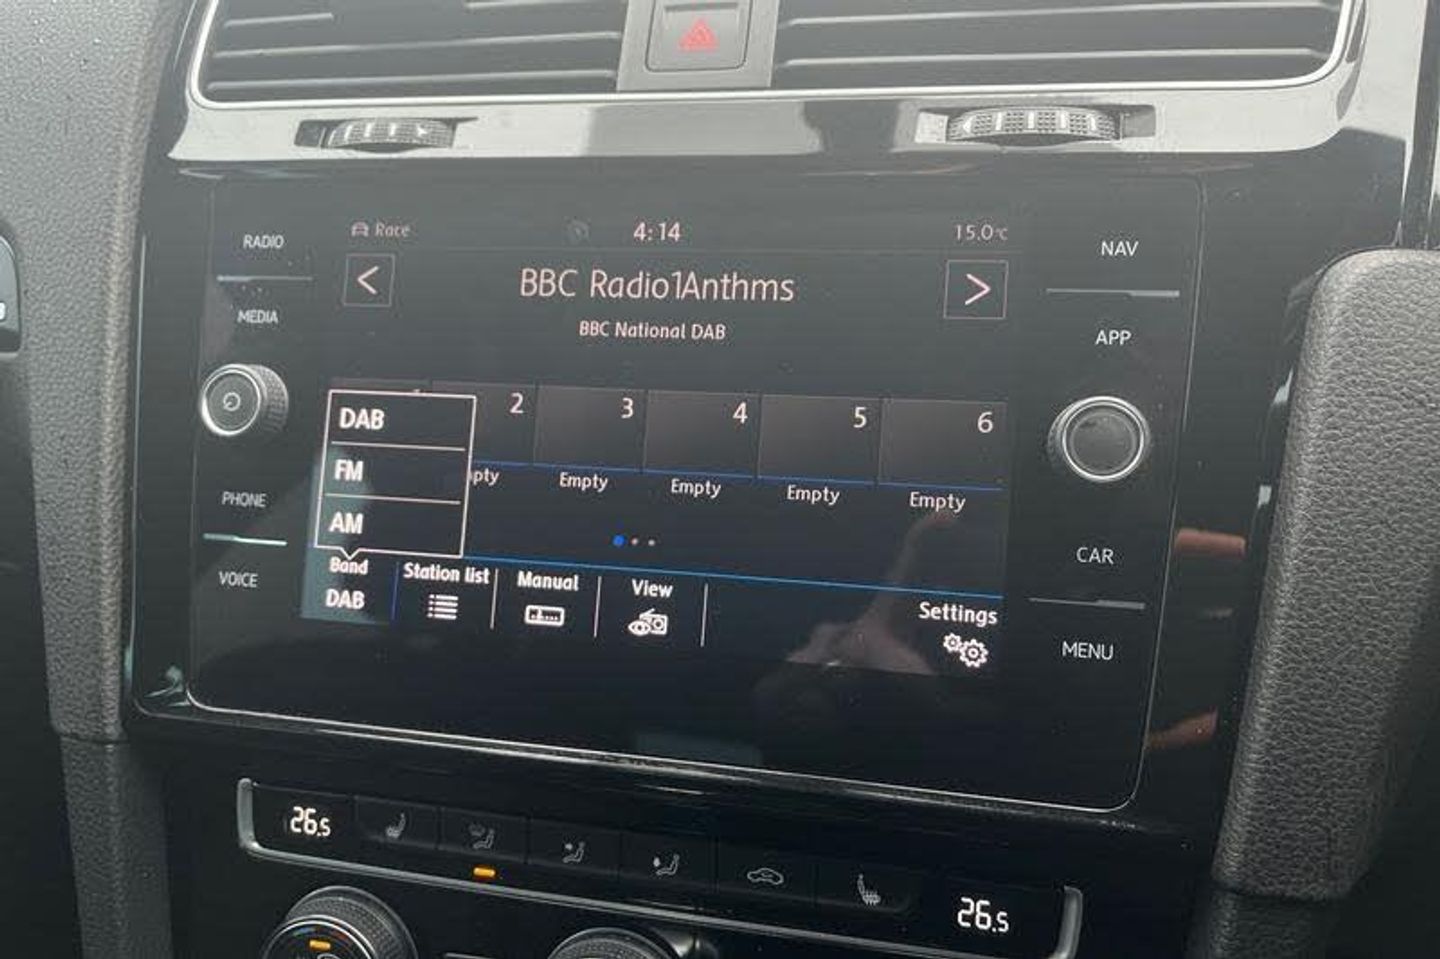 RADIO
MEDIA
PHONE
VOICE
Race
4:14
15.0°C
BBC Radio1Anthms
BBC National DAB
2
3
4
5
6
pty
Empty
Empty
Empty
Empty
DAB
FM
AM
Band
DAB
Station list
Manual
View
Settings
NAV
APP
CAR
MENU
26.5
26.5